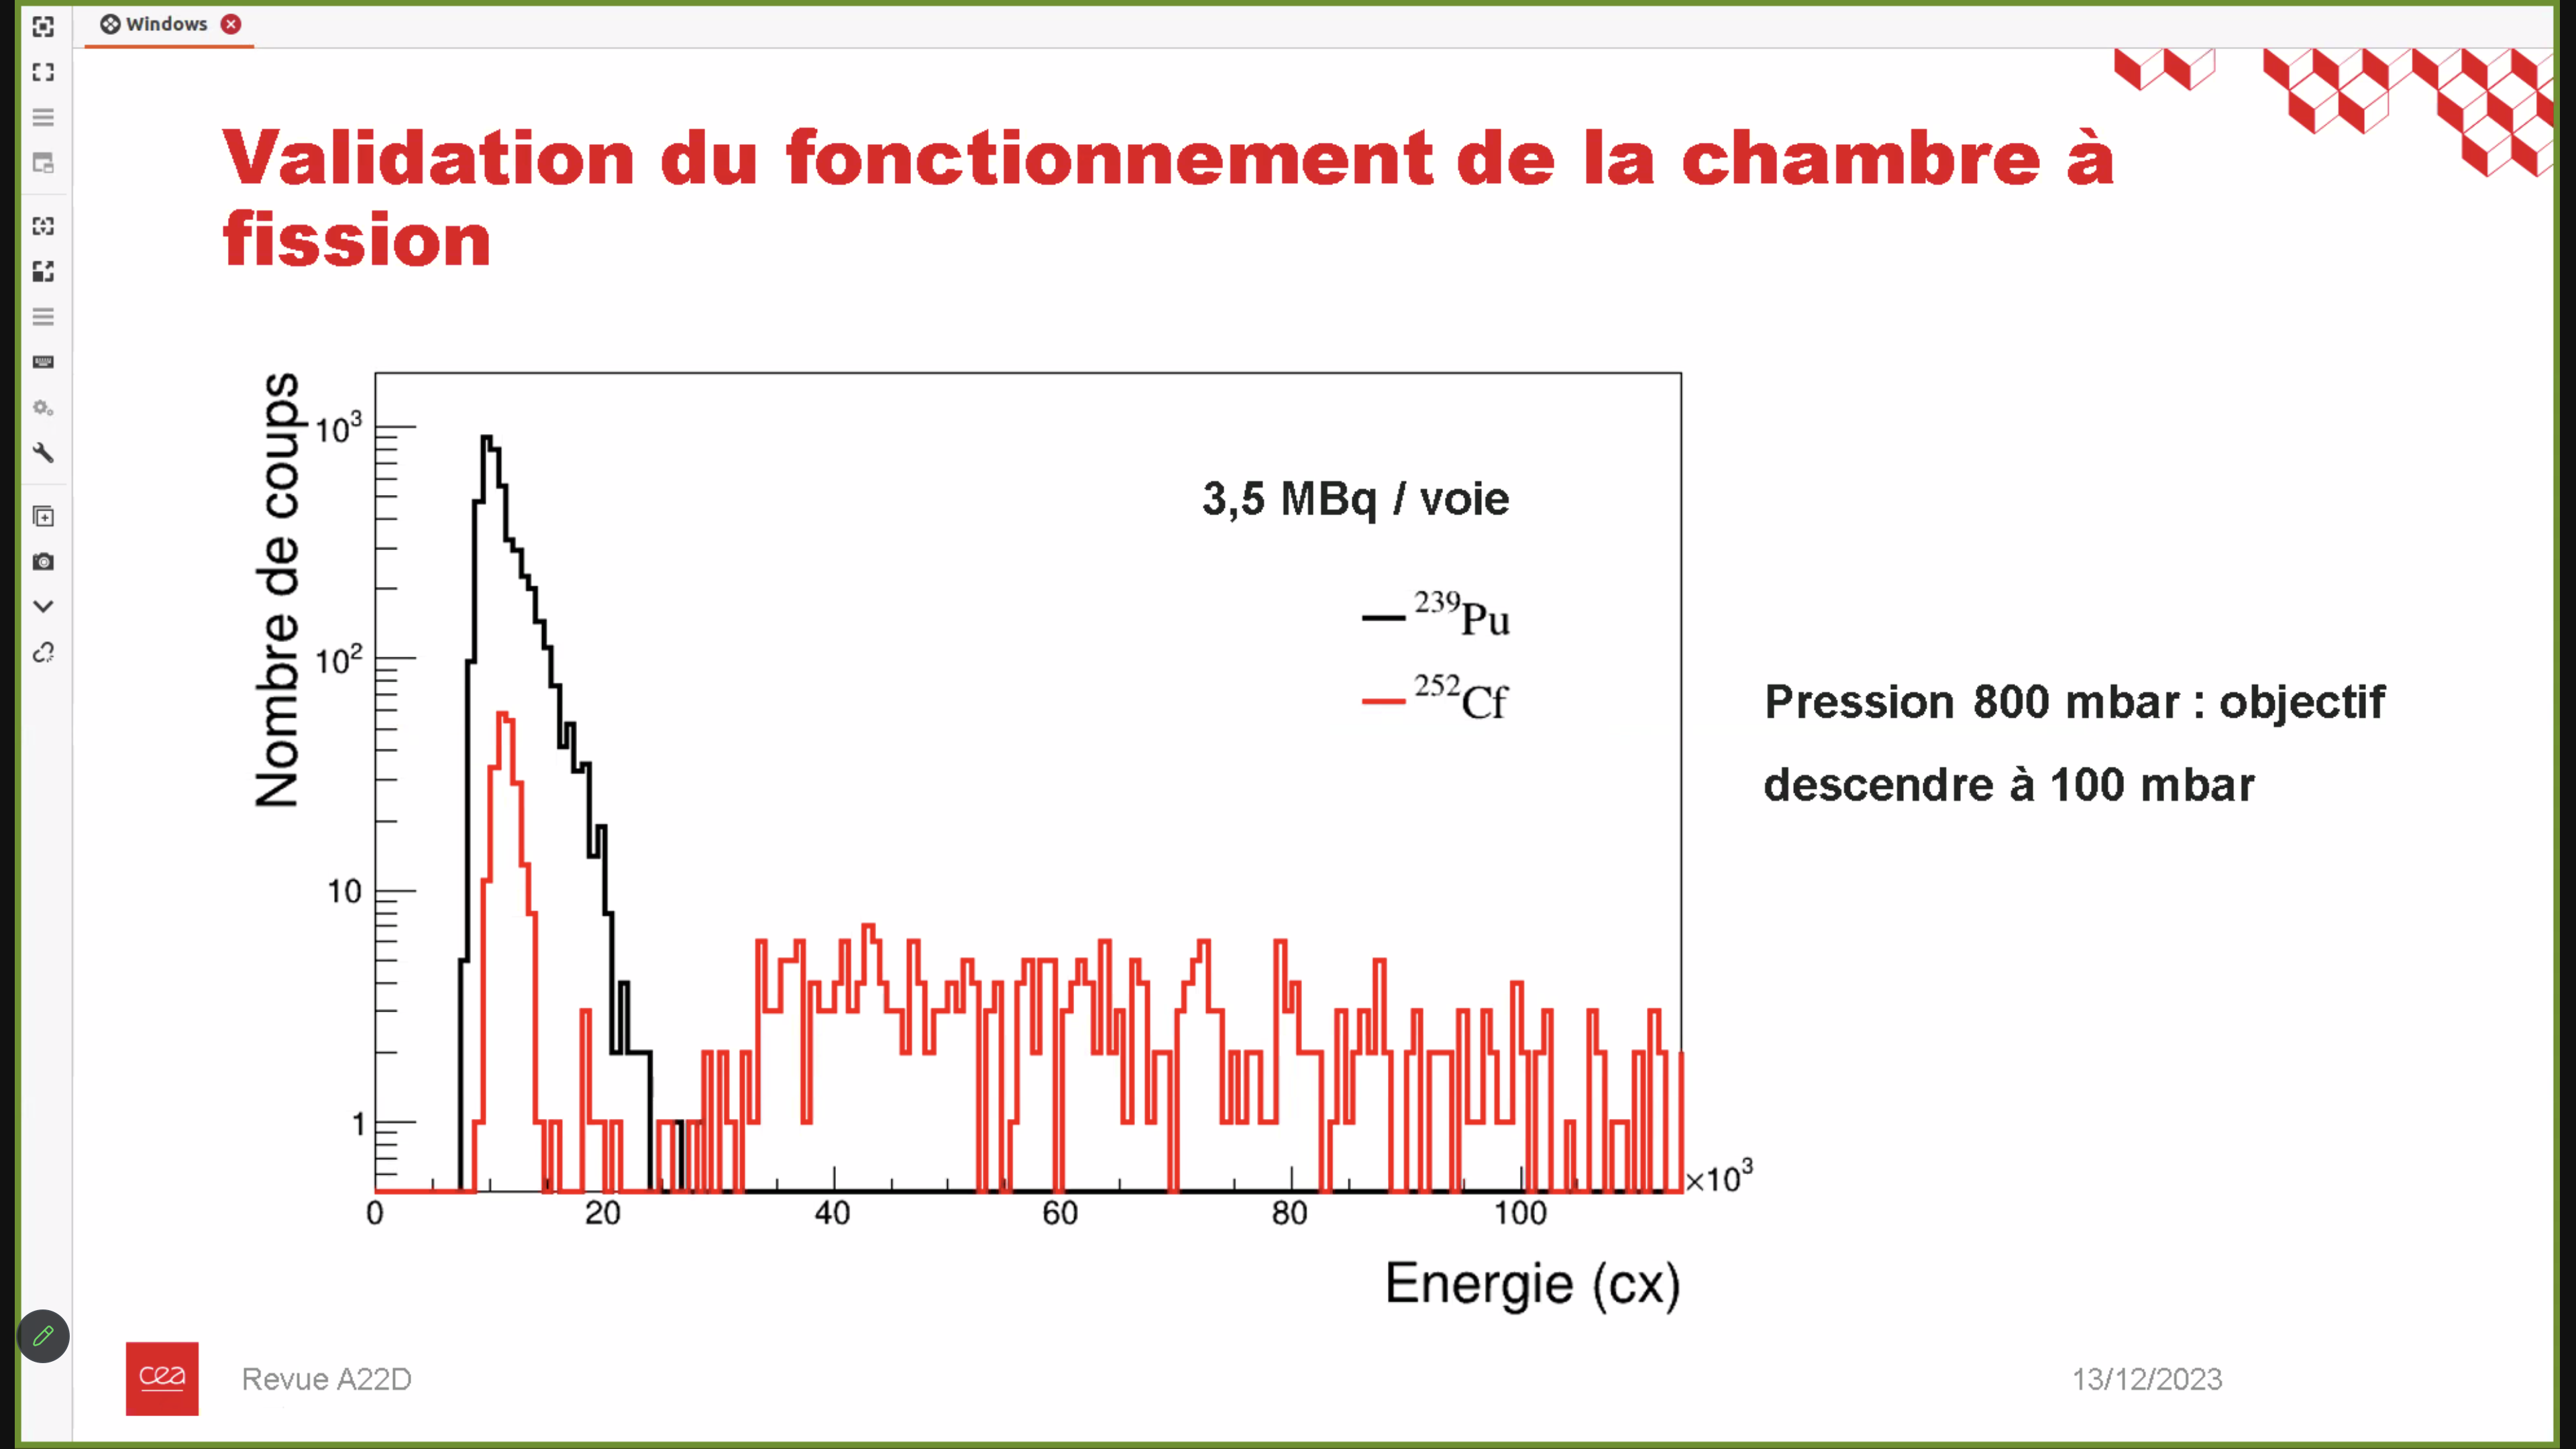 Windows
Validation du fonctionnement de la chambre à
fission
Nombre de coups
10³
10²
10
1
3,5 MBq / voie
²³⁹Pu
²⁵²Cf
0
20
40
60
80
100
×10³
Energie (cx)
Pression 800 mbar : objectif
descendre à 100 mbar
cea
Revue A22D
13/12/2023